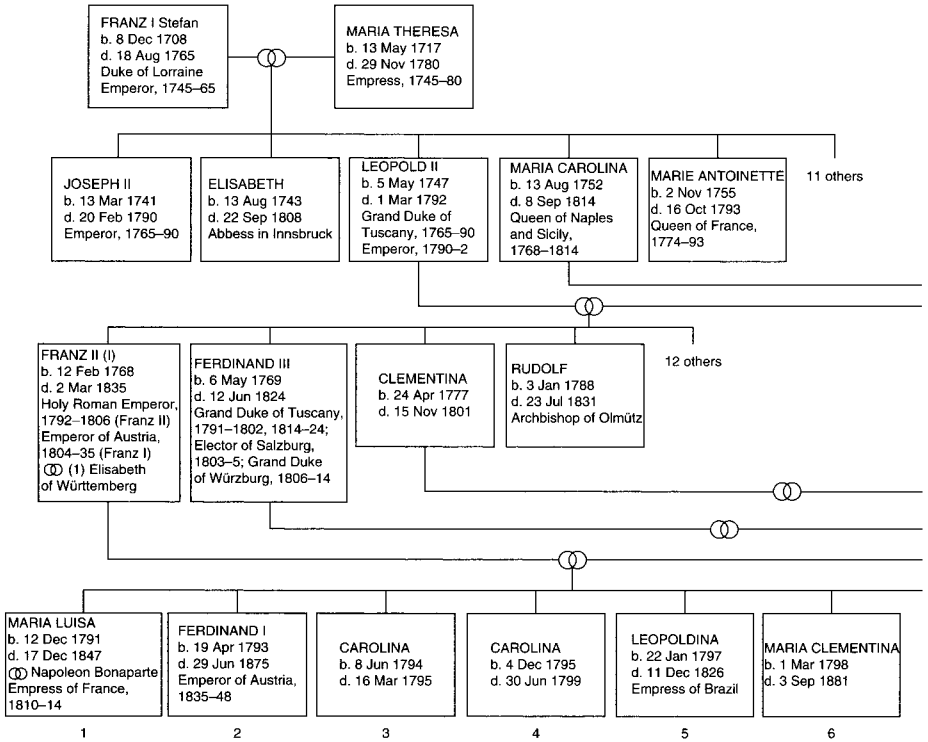 FRANZ I Stefan
b. 8 Dec 1708
d. 18 Aug 1765
Duke of Lorraine
Emperor, 1745–65
MARIA THERESA
b. 13 May 1717
d. 29 Nov 1780
Empress, 1745–80
JOSEPH II
b. 13 Mar 1741
d. 20 Feb 1790
Emperor, 1765–90
ELISABETH
b. 13 Aug 1743
d. 22 Sep 1808
Abbess in Innsbruck
LEOPOLD II
b. 5 May 1747
d. 1 Mar 1792
Grand Duke of
Tuscany, 1765–90
Emperor, 1790–2
MARIA CAROLINA
b. 13 Aug 1752
d. 8 Sep 1814
Queen of Naples
and Sicily,
1768–1814
MARIE ANTOINETTE
b. 2 Nov 1755
d. 16 Oct 1793
Queen of France,
1774–93
11 others
FRANZ II (I)
b. 12 Feb 1768
d. 2 Mar 1835
Holy Roman Emperor,
1792–1806 (Franz II)
Emperor of Austria,
1804–35 (Franz I)
(1) Elisabeth
of Württemberg
FERDINAND III
b. 6 May 1769
d. 12 Jun 1824
Grand Duke of Tuscany,
1791–1802, 1814–24;
Elector of Salzburg,
1803–5; Grand Duke
of Würzburg, 1806–14
CLEMENTINA
b. 24 Apr 1777
d. 15 Nov 1801
RUDOLF
b. 3 Jan 1788
d. 23 Jul 1831
Archbishop of Olmütz
12 others
MARIA LUISA
b. 12 Dec 1791
d. 17 Dec 1847
Napoleon Bonaparte
Empress of France,
1810–14
FERDINAND I
b. 19 Apr 1793
d. 29 Jun 1875
Emperor of Austria,
1835–48
CAROLINA
b. 8 Jun 1794
d. 16 Mar 1795
CAROLINA
b. 4 Dec 1795
d. 30 Jun 1799
LEOPOLDINA
b. 22 Jan 1797
d. 11 Dec 1826
Empress of Brazil
MARIA CLEMENTINA
b. 1 Mar 1798
d. 3 Sep 1881
1 2 3 4 5 6